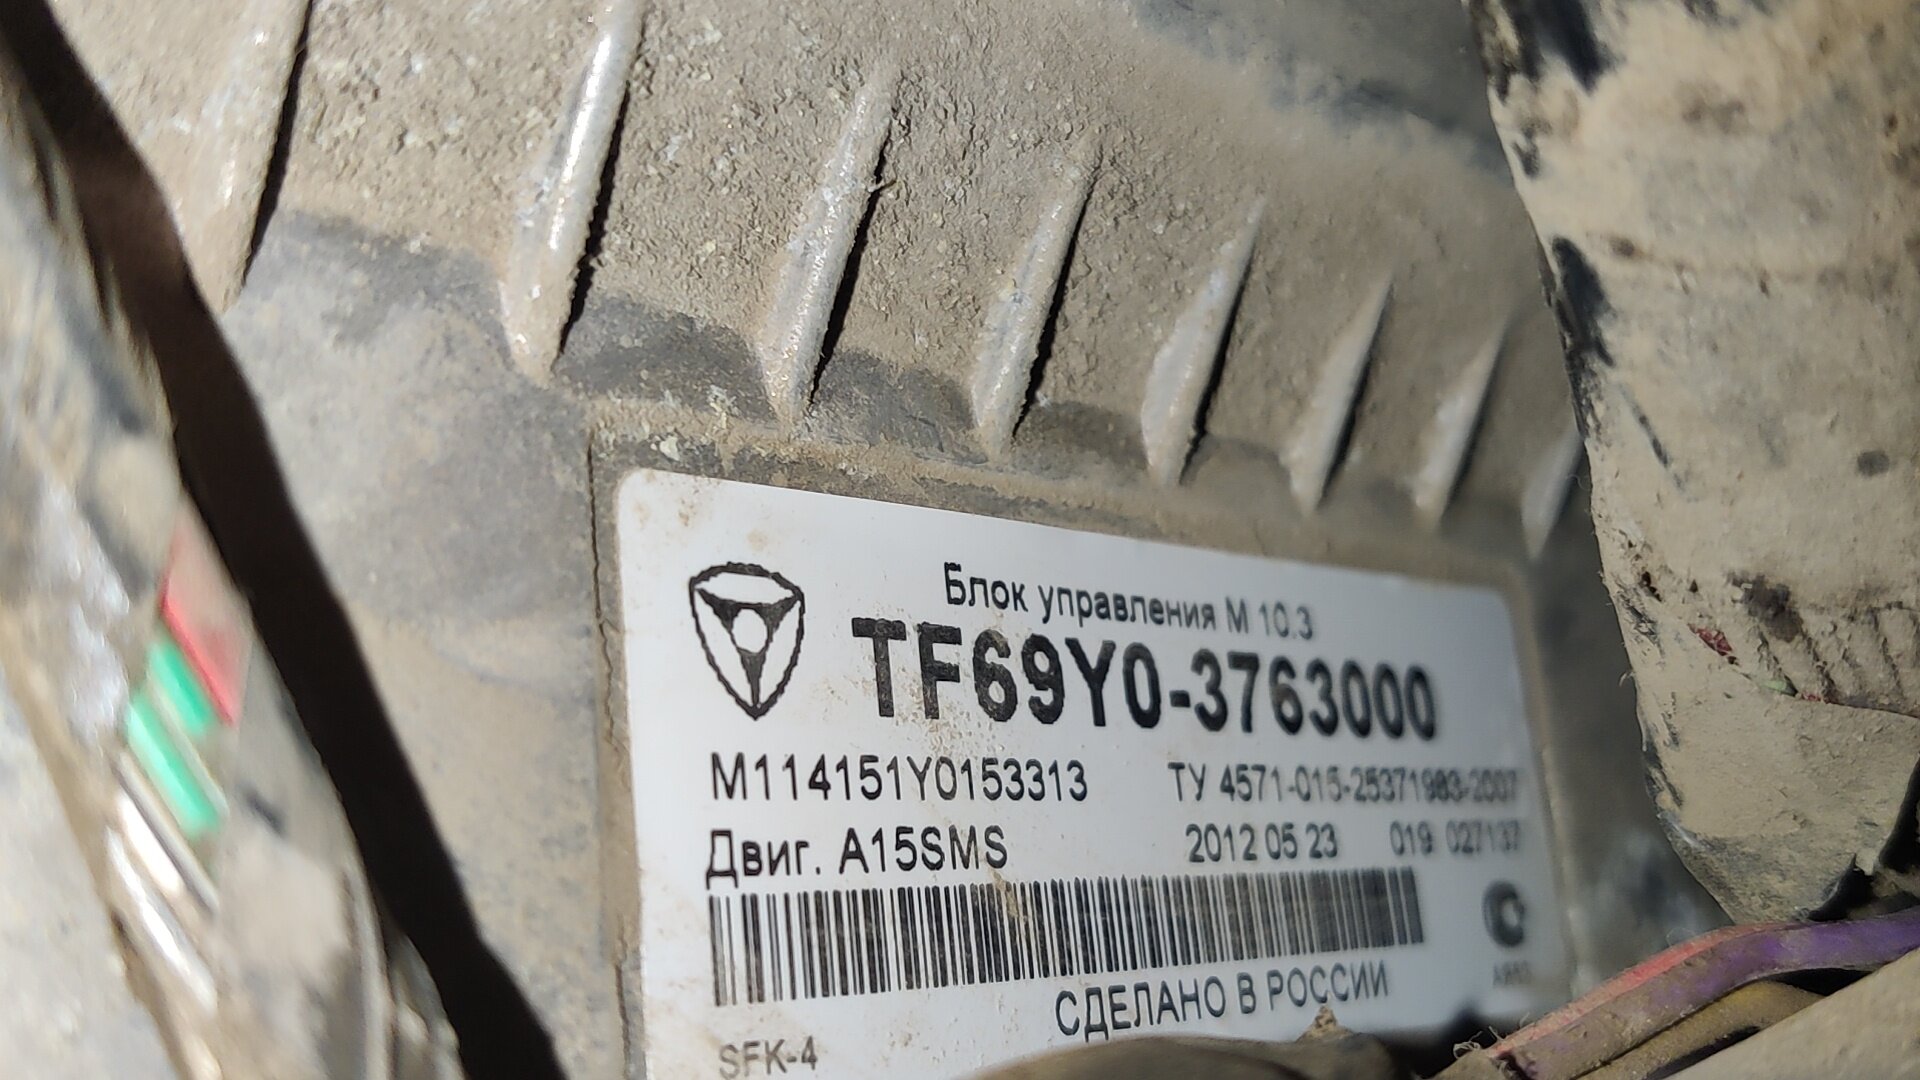 Блок управления М 10.3
TF69Y0-3763000
M114151Y0153313 ТУ 4571-015-25371983-2007
Двиг. A15SMS 2012 05 23 019 027137
СДЕЛАНО В РОССИИ
SFK-4